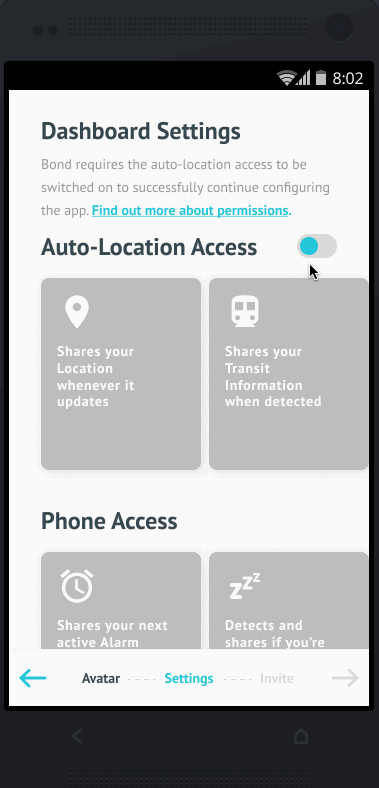 8:02
Dashboard Settings
Bond requires the auto-location access to be
switched on to successfully continue configuring
the app. Find out more about permissions.
Auto-Location Access
Shares your
Location
whenever it
updates
Shares your
Transit
Information
when detected
Phone Access
Shares your next
active Alarm
zzz
Detects and
shares if you're
Avatar
Settings
Invite